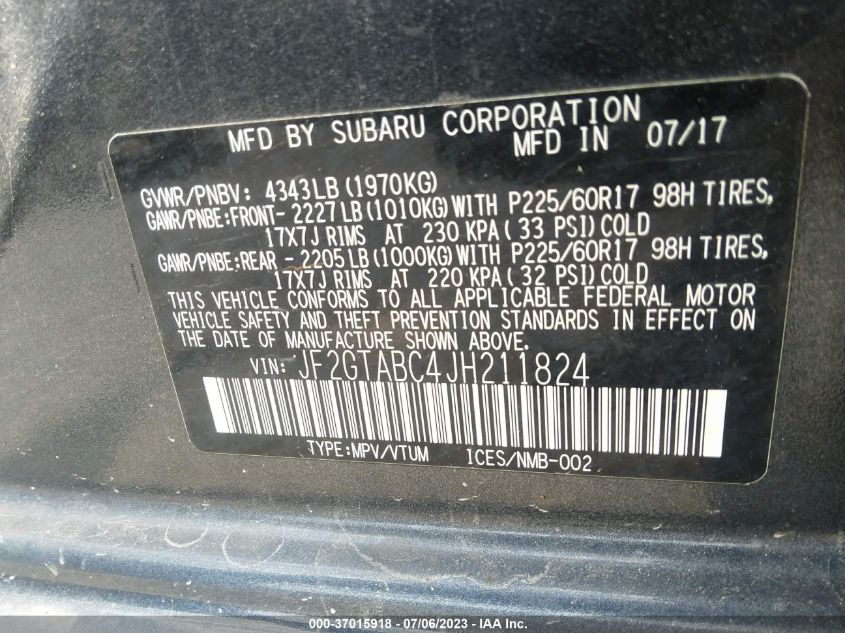 MFD BY SUBARU CORPORATION
MFD IN 07/17
GVWR/PNBV: 4343LB(1970KG)
GAWR/PNBE:FRONT- 2227LB(1010KG)WITH P225/60R17 98H TIRES,
17X7J RIMS AT 230 KPA( 33 PSI)COLD
GAWR/PNBE:REAR - 2205LB(1000KG)WITH P225/60R17 98H TIRES,
17X7J RIMS AT 220 KPA( 32 PSI)COLD
THIS VEHICLE CONFORMS TO ALL APPLICABLE FEDERAL MOTOR
VEHICLE SAFETY AND THEFT PREVENTION STANDARDS IN EFFECT ON
THE DATE OF MANUFACTURE SHOWN ABOVE.
VIN: JF2GTABC4JH211824
TYPE:MPV/VTUM ICES/NMB-002
000-37015918 - 07/06/2023 - IAA Inc.